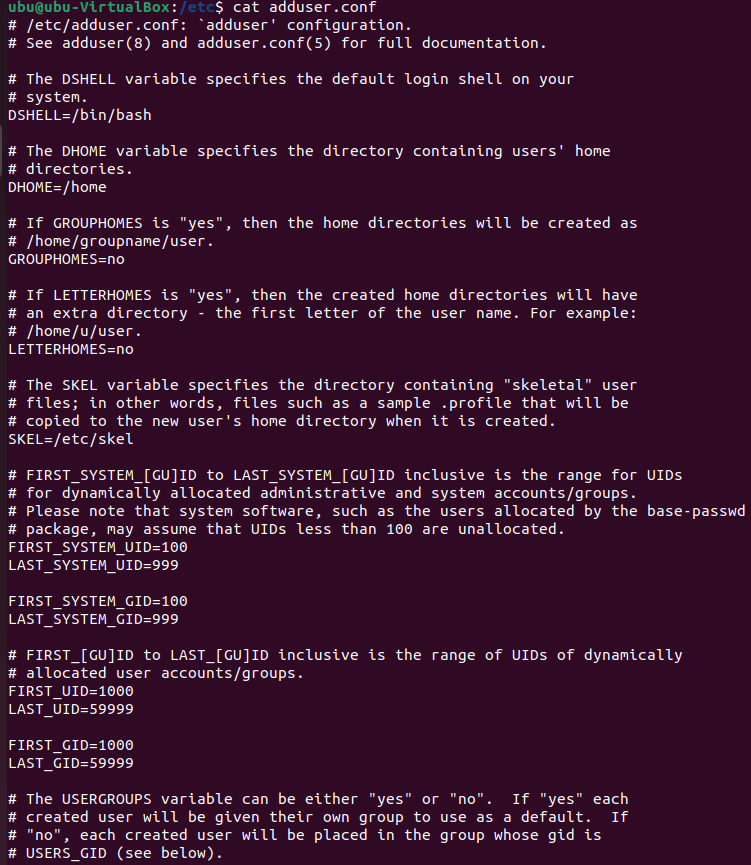 ubu@ubu-VirtualBox:/etc$ cat adduser.conf
# /etc/adduser.conf: `adduser' configuration.
# See adduser(8) and adduser.conf(5) for full documentation.

# The DSHELL variable specifies the default login shell on your
# system.
DSHELL=/bin/bash

# The DHOME variable specifies the directory containing users' home
# directories.
DHOME=/home

# If GROUPHOMES is "yes", then the home directories will be created as
# /home/groupname/user.
GROUPHOMES=no

# If LETTERHOMES is "yes", then the created home directories will have
# an extra directory - the first letter of the user name. For example:
# /home/u/user.
LETTERHOMES=no

# The SKEL variable specifies the directory containing "skeletal" user
# files; in other words, files such as a sample .profile that will be
# copied to the new user's home directory when it is created.
SKEL=/etc/skel

# FIRST_SYSTEM_[GU]ID to LAST_SYSTEM_[GU]ID inclusive is the range for UIDs
# for dynamically allocated administrative and system accounts/groups.
# Please note that system software, such as the users allocated by the base-passwd
# package, may assume that UIDs less than 100 are unallocated.
FIRST_SYSTEM_UID=100
LAST_SYSTEM_UID=999

FIRST_SYSTEM_GID=100
LAST_SYSTEM_GID=999

# FIRST_[GU]ID to LAST_[GU]ID inclusive is the range of UIDs of dynamically
# allocated user accounts/groups.
FIRST_UID=1000
LAST_UID=59999

FIRST_GID=1000
LAST_GID=59999

# The USERGROUPS variable can be either "yes" or "no".  If "yes" each
# created user will be given their own group to use as a default.  If
# "no", each created user will be placed in the group whose gid is
# USERS_GID (see below).